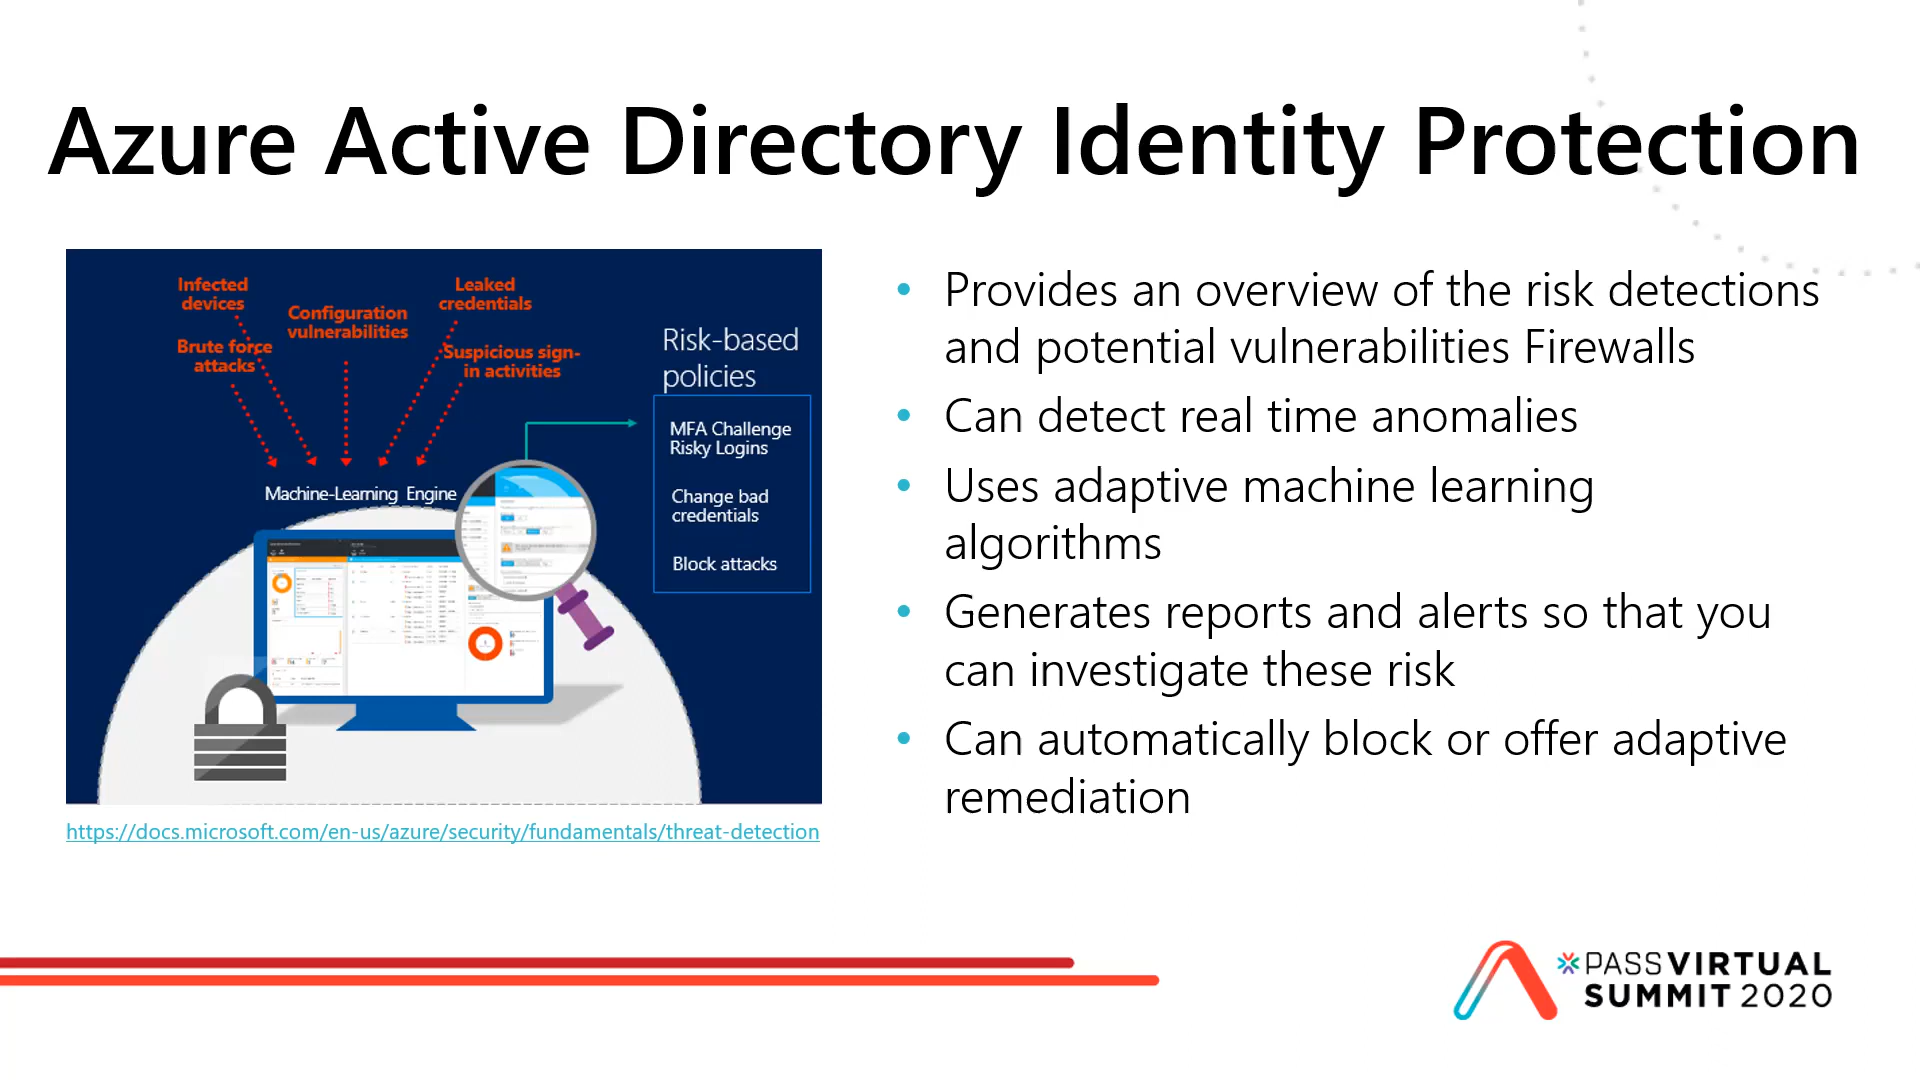 Azure Active Directory Identity Protection
Infected
devices
Configuration
vulnerabilities
Leaked
credentials
Brute force
attacks
Suspicious sign-
in activities
Risk-based
policies
MFA Challenge
Risky Logins
Change bad
credentials
Block attacks
Machine-Learning Engine
https://docs.microsoft.com/en-us/azure/security/fundamentals/threat-detection
• Provides an overview of the risk detections
and potential vulnerabilities Firewalls
• Can detect real time anomalies
• Uses adaptive machine learning
algorithms
• Generates reports and alerts so that you
can investigate these risk
• Can automatically block or offer adaptive
remediation
PASS VIRTUAL
SUMMIT 2020